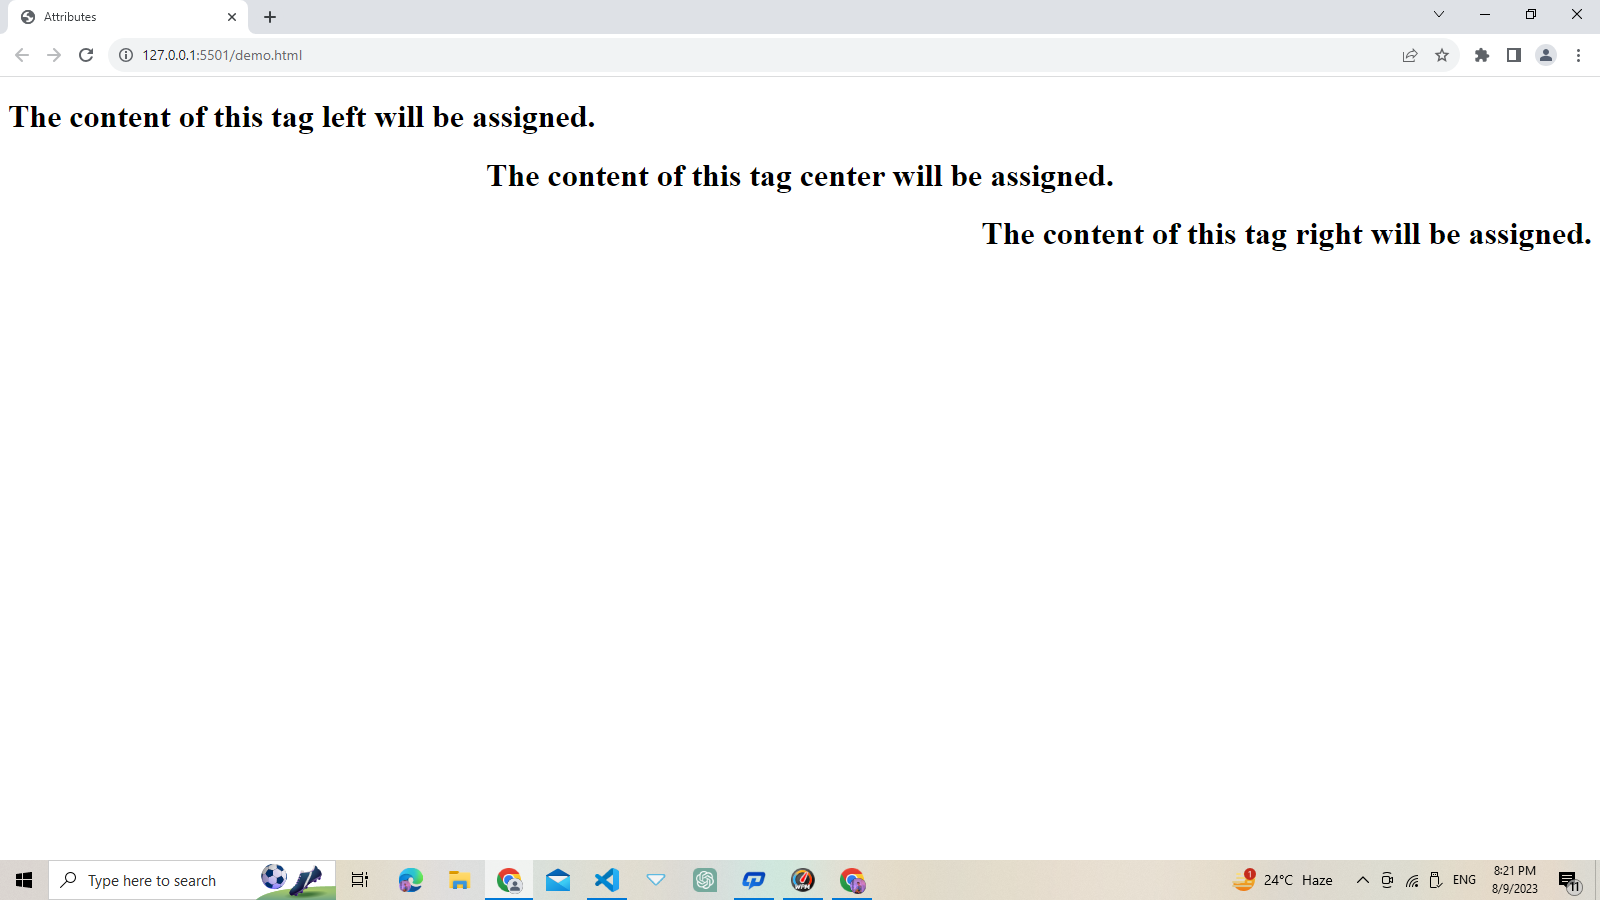 Attributes
127.0.0.1:5501/demo.html
The content of this tag left will be assigned.
The content of this tag center will be assigned.
The content of this tag right will be assigned.
Type here to search
WPM
1
24°C Haze
ENG
8:21 PM
8/9/2023
11